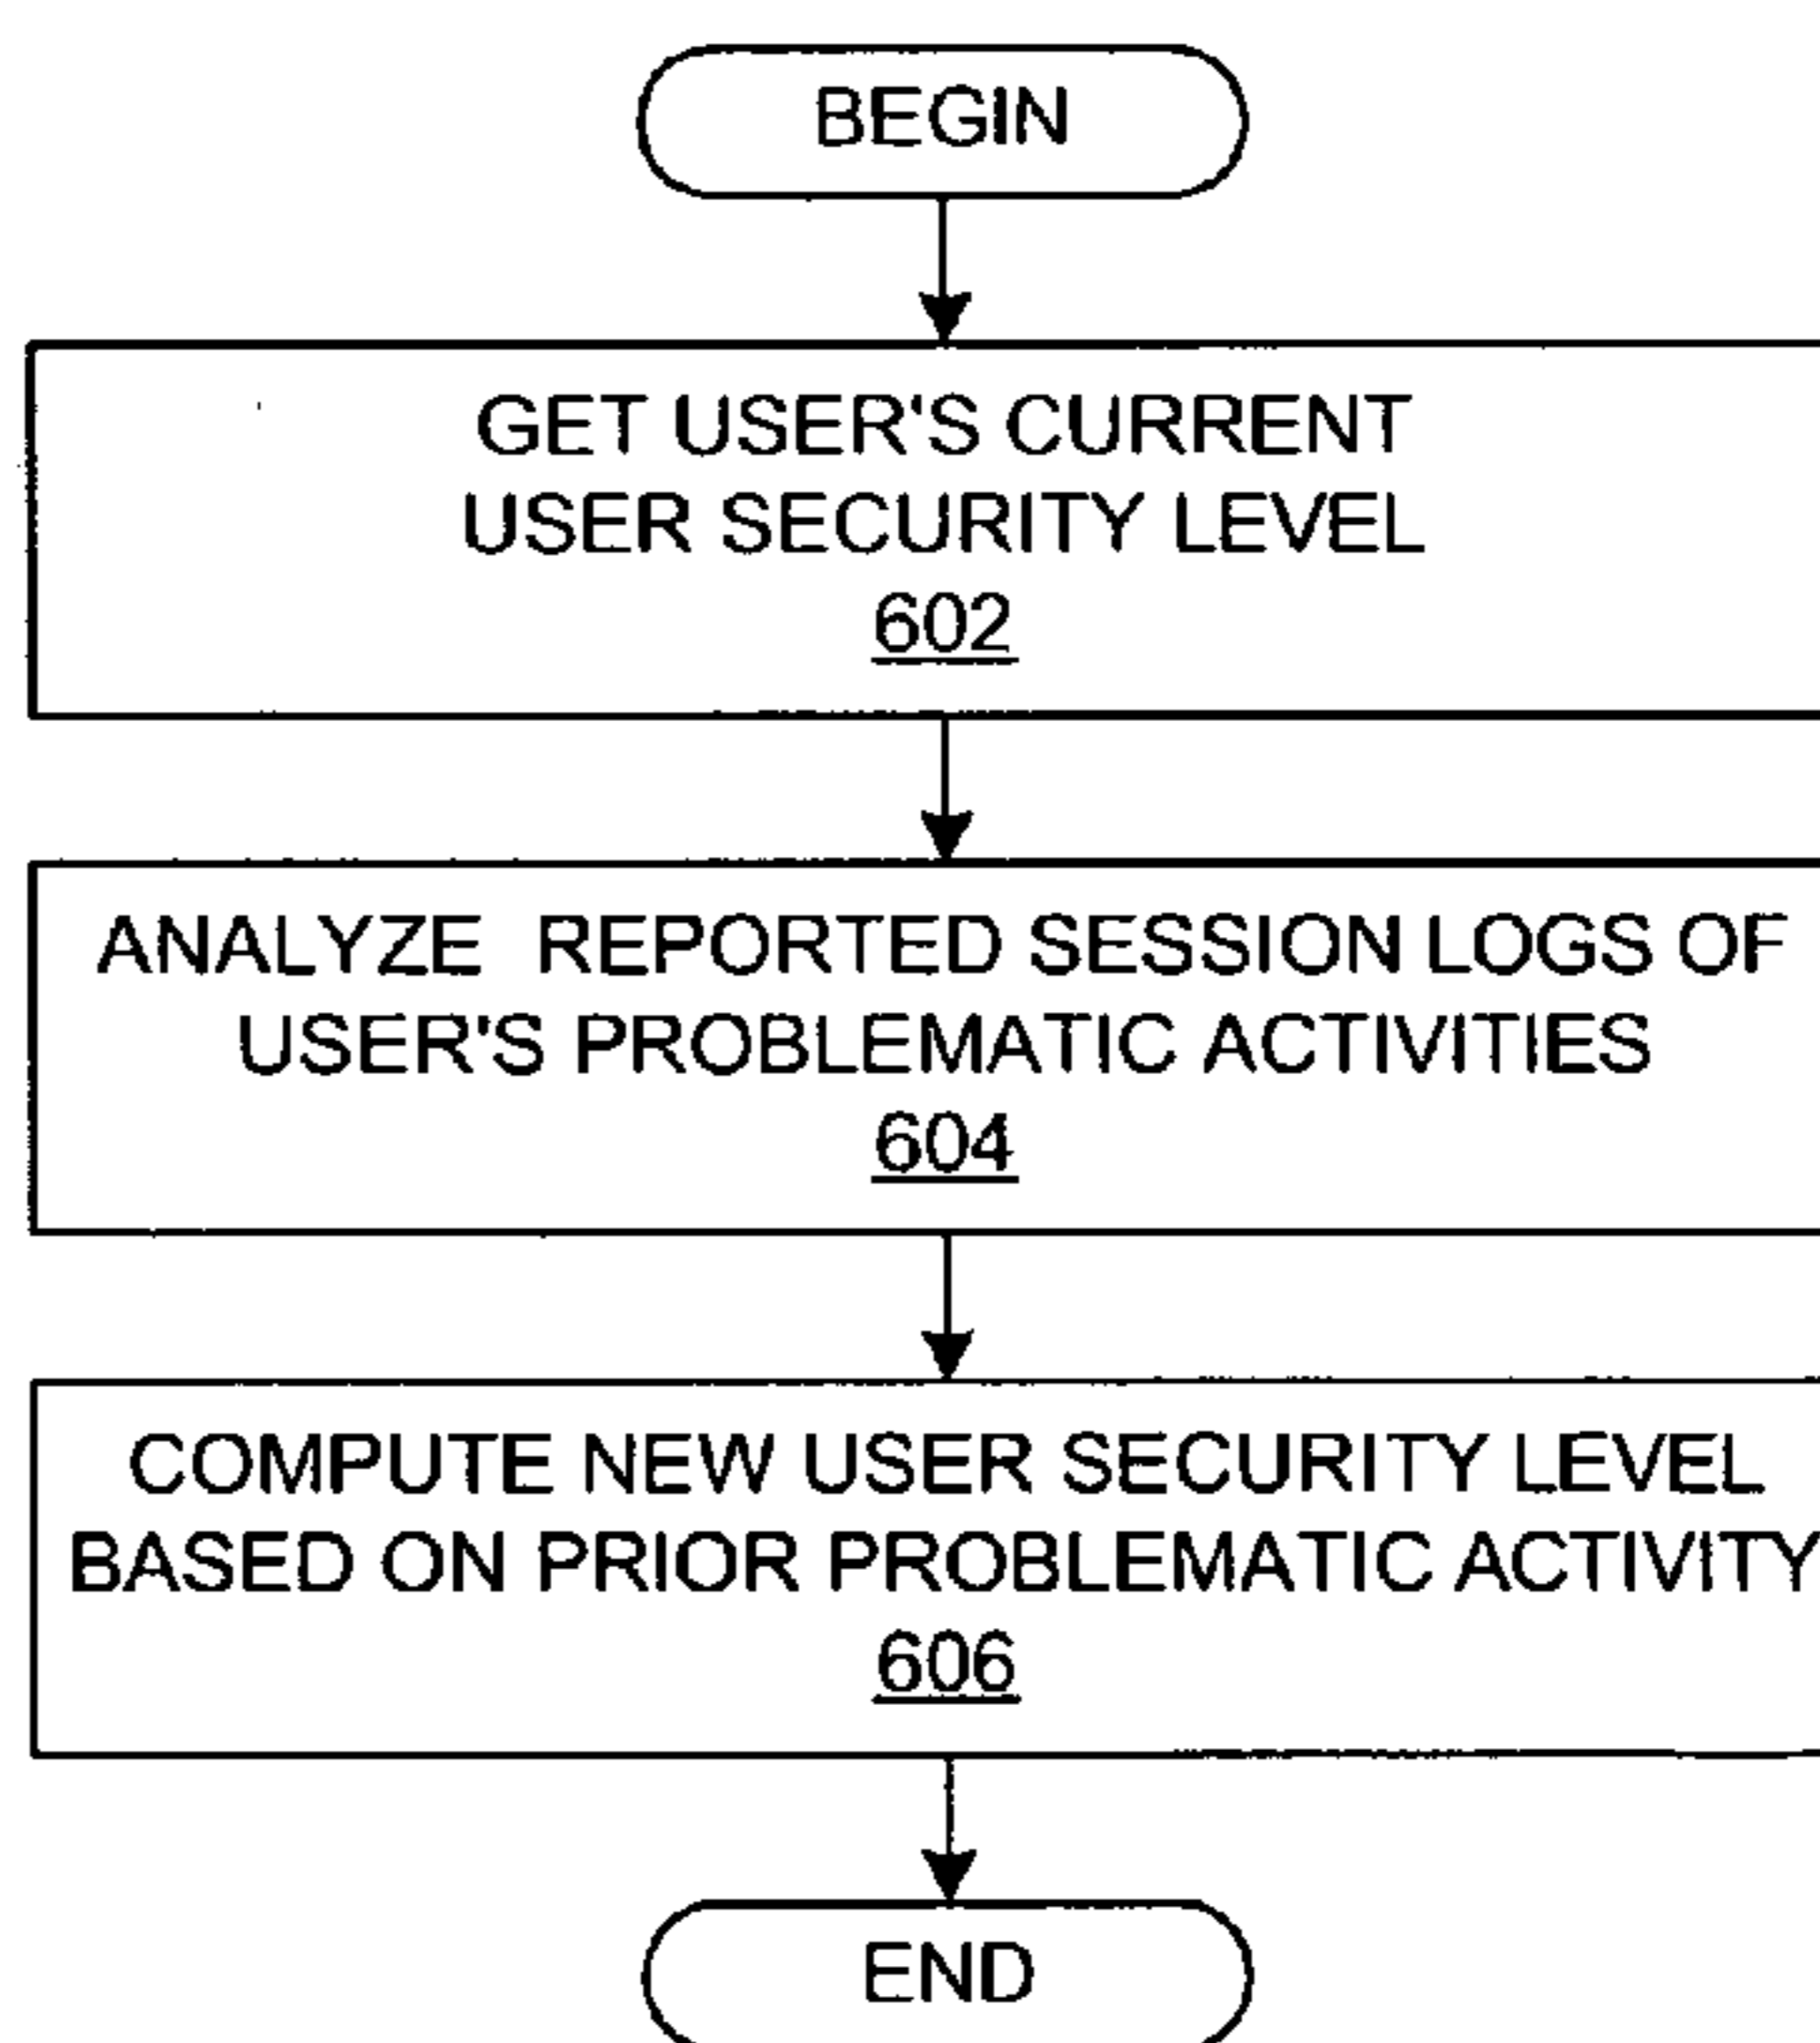 BEGIN
GET USER'S CURRENT
USER SECURITY LEVEL
602
ANALYZE REPORTED SESSION LOGS OF
USER'S PROBLEMATIC ACTIVITIES
604
COMPUTE NEW USER SECURITY LEVEL
BASED ON PRIOR PROBLEMATIC ACTIVITY
606
END